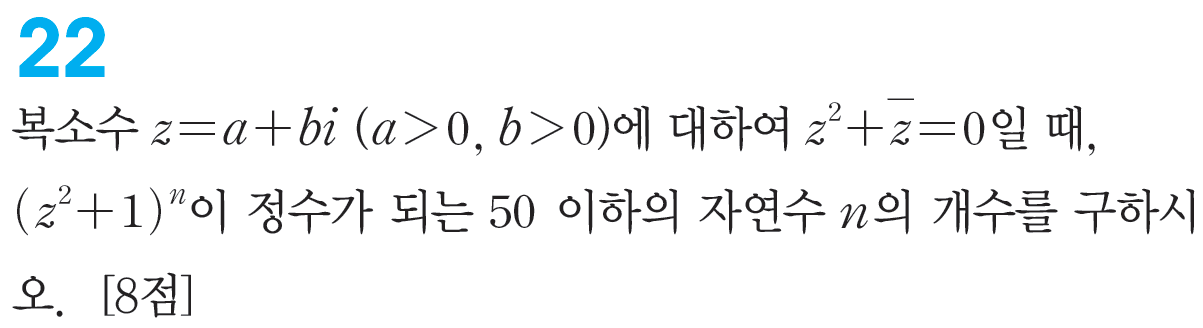 22
복소수 z=a+bi (a>0, b>0)에 대하여 z²+z̅=0일 때,
(z²+1)ⁿ이 정수가 되는 50 이하의 자연수 n의 개수를 구하시
오. [8점]